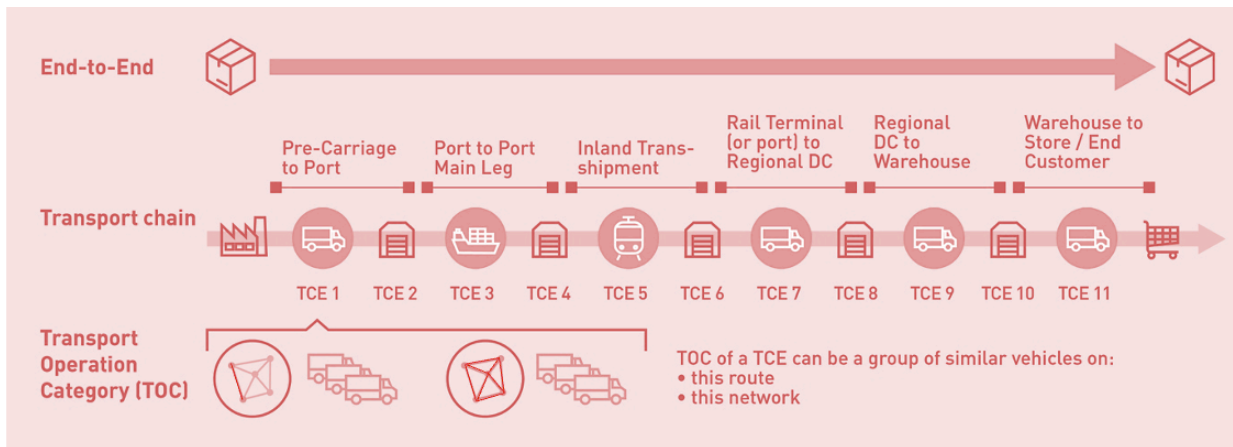 End-to-End
Pre-Carriage
to Port
Port to Port
Main Leg
Inland Trans-
shipment
Rail Terminal
(or port) to
Regional DC
Regional
DC to
Warehouse
Warehouse to
Store / End
Customer
Transport chain
TCE 1
TCE 2
TCE 3
TCE 4
TCE 5
TCE 6
TCE 7
TCE 8
TCE 9
TCE 10
TCE 11
Transport
Operation
Category (TOC)
TOC of a TCE can be a group of similar vehicles on:
• this route
• this network